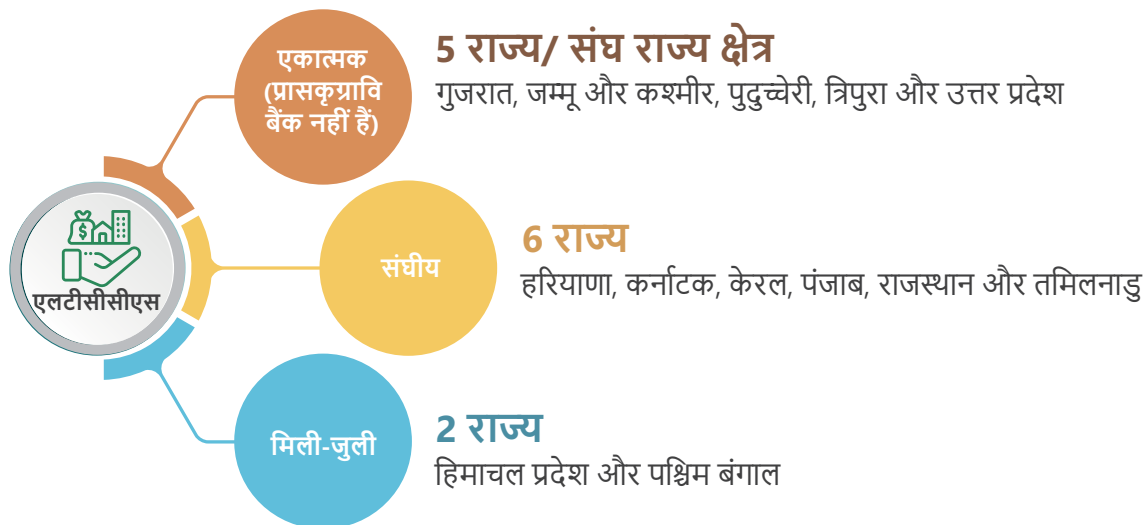 एकात्मक
(प्रासकृग्रावि
बैंक नहीं हैं)
5 राज्य/ संघ राज्य क्षेत्र
गुजरात, जम्मू और कश्मीर, पुदुच्चेरी, त्रिपुरा और उत्तर प्रदेश
एलटीसीसीएस
संघीय
6 राज्य
हरियाणा, कर्नाटक, केरल, पंजाब, राजस्थान और तमिलनाडु
मिली-जुली
2 राज्य
हिमाचल प्रदेश और पश्चिम बंगाल